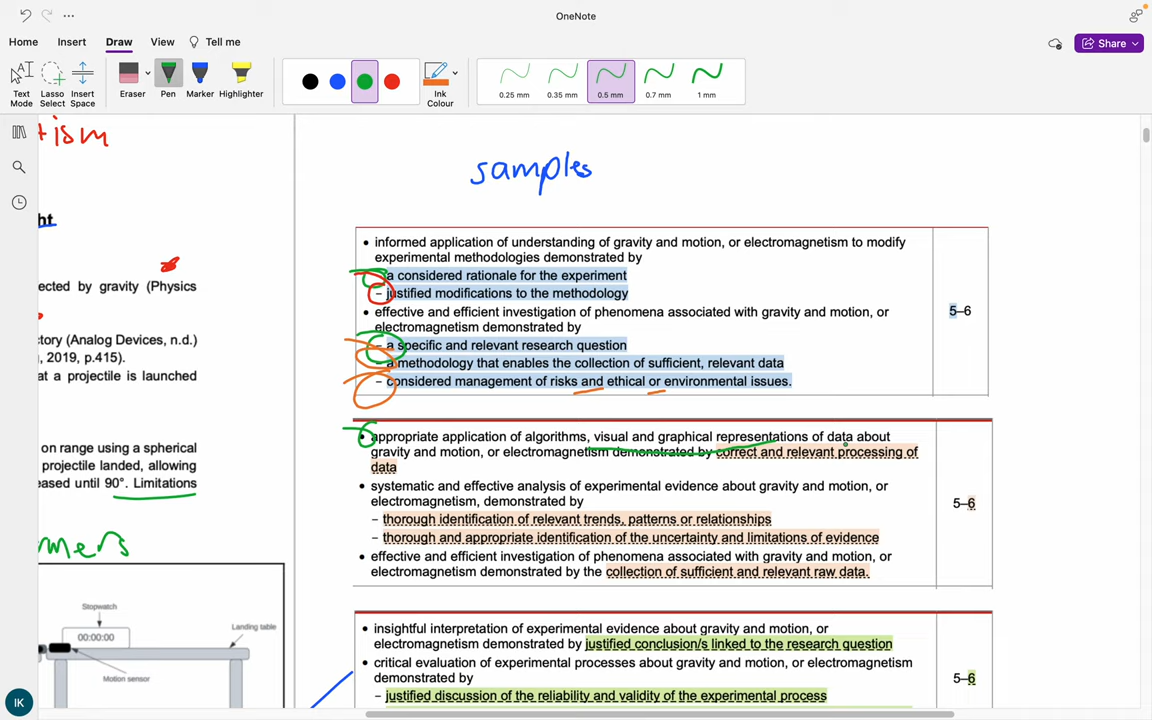 OneNote
Home Insert Draw View Tell me
Share
Text Mode
Lasso Select
Insert Space
Eraser
Pen
Marker
Highlighter
Ink Colour
0.25 mm
0.35 mm
0.5 mm
0.7 mm
1 mm
tism
ht
ected by gravity (Physics
tory (Analog Devices, n.d.)
, 2019, p.415).
at a projectile is launched
on range using a spherical
projectile landed, allowing
eased until 90°. Limitations
mers
Stopwatch
00:00:00
Landing table
Motion sensor
IK
samples
• informed application of understanding of gravity and motion, or electromagnetism to modify
experimental methodologies demonstrated by
a considered rationale for the experiment
– justified modifications to the methodology
• effective and efficient investigation of phenomena associated with gravity and motion, or
electromagnetism demonstrated by
– a specific and relevant research question
– a methodology that enables the collection of sufficient, relevant data
– considered management of risks and ethical or environmental issues.
5–6
• appropriate application of algorithms, visual and graphical representations of data about
gravity and motion, or electromagnetism demonstrated by correct and relevant processing of
data
• systematic and effective analysis of experimental evidence about gravity and motion, or
electromagnetism, demonstrated by
– thorough identification of relevant trends, patterns or relationships
– thorough and appropriate identification of the uncertainty and limitations of evidence
• effective and efficient investigation of phenomena associated with gravity and motion, or
electromagnetism demonstrated by the collection of sufficient and relevant raw data.
5–6
• insightful interpretation of experimental evidence about gravity and motion, or
electromagnetism demonstrated by justified conclusion/s linked to the research question
• critical evaluation of experimental processes about gravity and motion, or electromagnetism
demonstrated by
– justified discussion of the reliability and validity of the experimental process
5–6